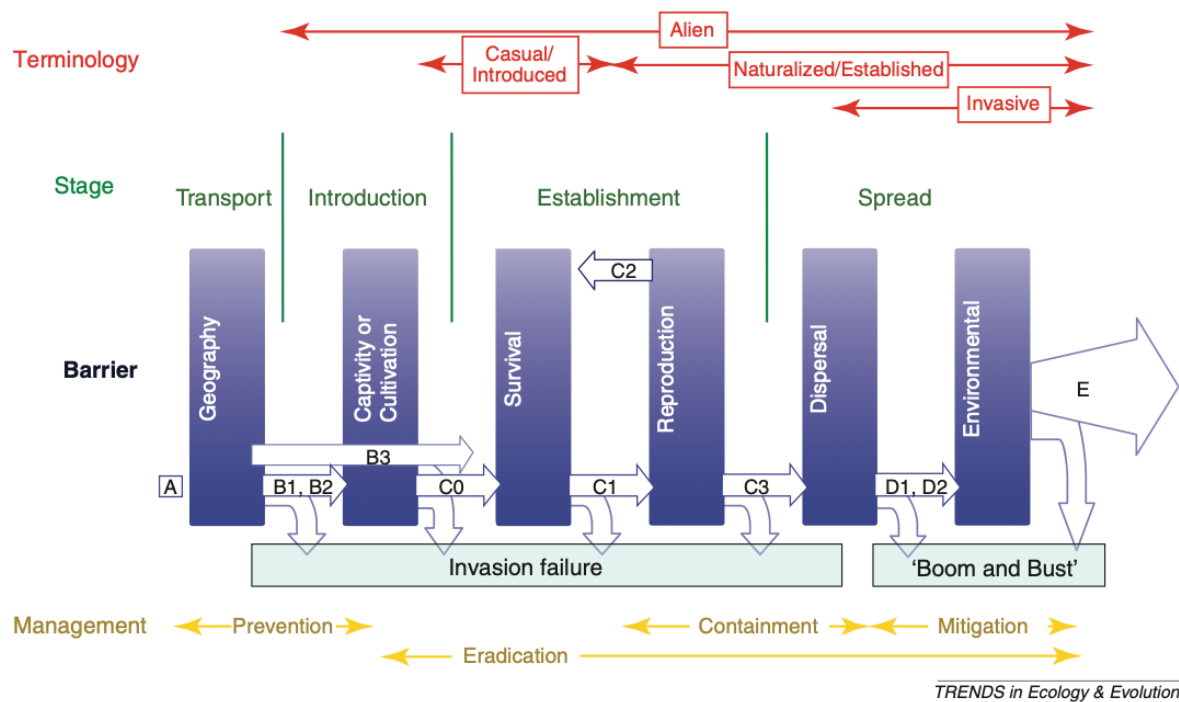 Alien
Terminology
Casual/
Introduced
Naturalized/Established
Invasive
Stage
Transport
Introduction
Establishment
Spread
C2
Barrier
Geography
Captivity or
Cultivation
Survival
Reproduction
Dispersal
Environmental
E
B3
A
B1, B2
C0
C1
C3
D1, D2
Invasion failure
‘Boom and Bust’
Management
Prevention
Containment
Mitigation
Eradication
TRENDS in Ecology & Evolution